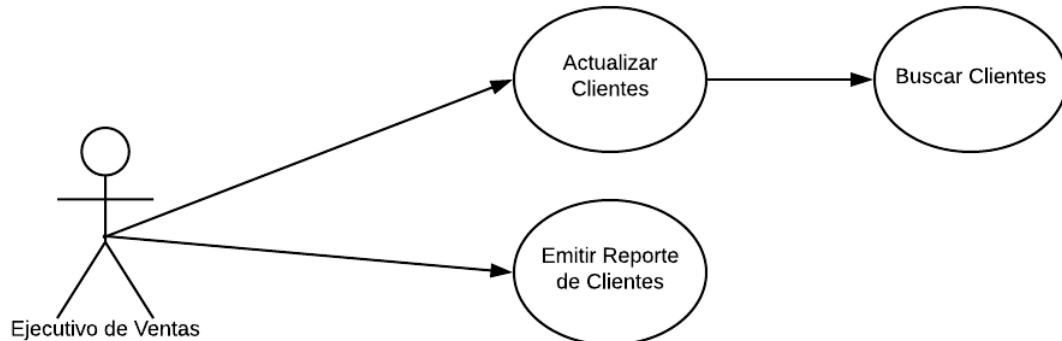 Actualizar
Clientes
Buscar Clientes
Emitir Reporte
de Clientes
Ejecutivo de Ventas